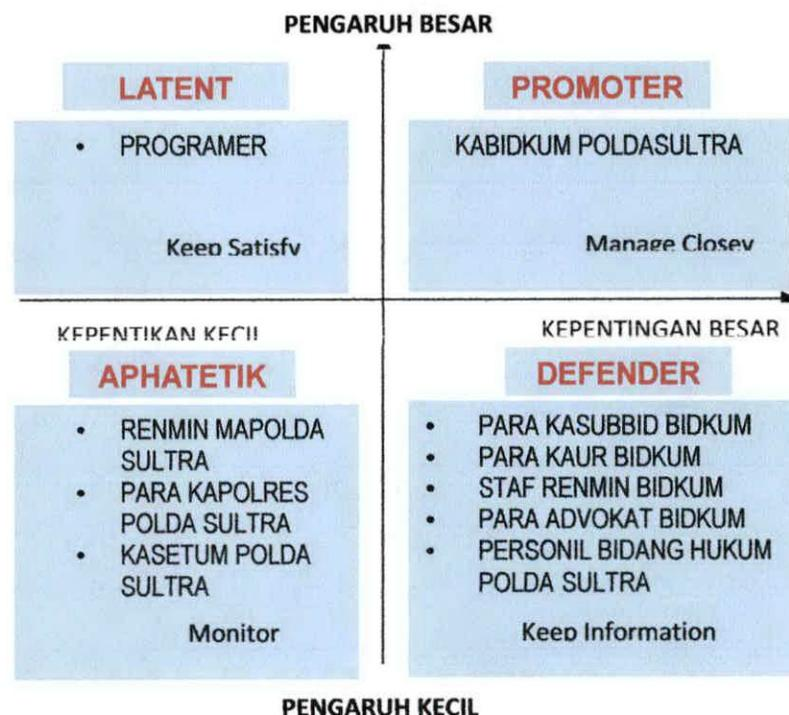 PENGARUH BESAR
LATENT
• PROGRAMER
Keep Satisfy
PROMOTER
KABIDKUM POLDASULTRA
Manage Closey
KEPENTIKAN KECIL
KEPENTINGAN BESAR
APHATETIK
• RENMIN MAPOLDA
SULTRA
• PARA KAPOLRES
POLDA SULTRA
• KASETUM POLDA
SULTRA
Monitor
DEFENDER
• PARA KASUBBID BIDKUM
• PARA KAUR BIDKUM
• STAF RENMIN BIDKUM
• PARA ADVOKAT BIDKUM
• PERSONIL BIDANG HUKUM
POLDA SULTRA
Keep Information
PENGARUH KECIL